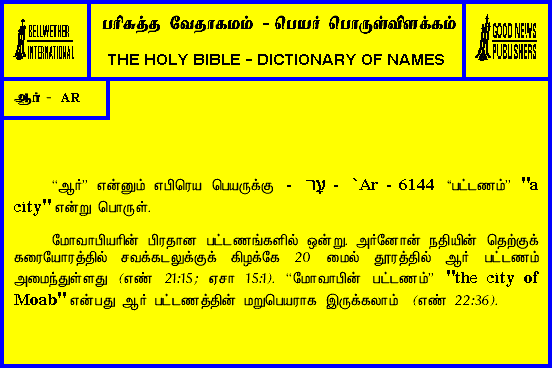 BELLWETHER
INTERNATIONAL
பரிசுத்த வேதாகமம் - பெயர் பொருள்விளக்கம்
THE HOLY BIBLE - DICTIONARY OF NAMES
GOOD NEWS
PUBLISHERS
ஆர் - AR
“ஆர்” என்னும் எபிரெய பெயருக்கு - עָר - `Ar - 6144 “பட்டணம்” "a
city" என்று பொருள்.
மோவாபியரின் பிரதான பட்டணங்களில் ஒன்று. அர்னோன் நதியின் தெற்குக்
கரையோரத்தில் சவக்கடலுக்குக் கிழக்கே 20 மைல் தூரத்தில் ஆர் பட்டணம்
அமைந்துள்ளது (எண் 21:15; ஏசா 15:1). “மோவாபின் பட்டணம்” "the city of
Moab" என்பது ஆர் பட்டணத்தின் மறுபெயராக இருக்கலாம் (எண் 22:36).